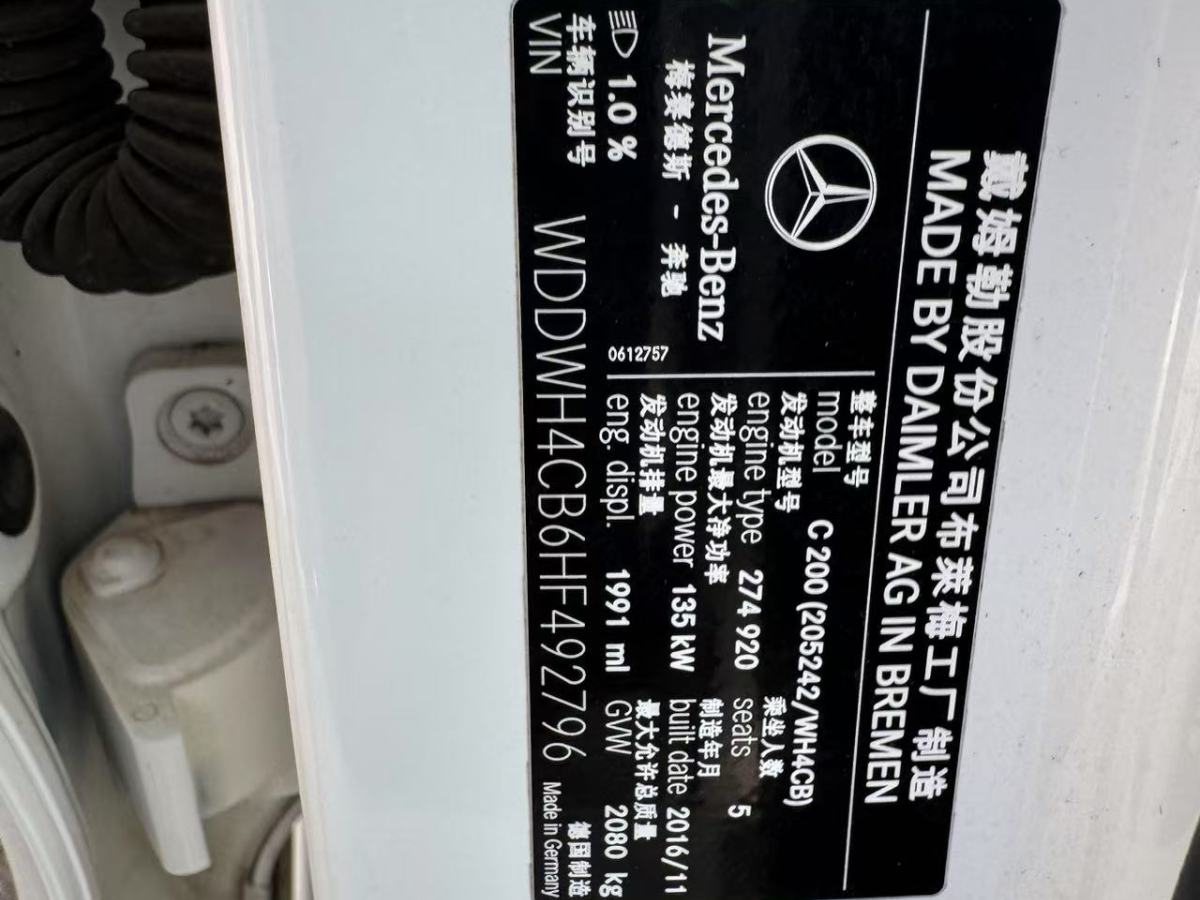 戴姆勒股份公司布莱梅工厂制造
MADE BY DAIMLER AG IN BREMEN
Mercedes-Benz
梅赛德斯 - 奔驰
1.0 %
0612757
整车型号
model C 200 (205242/WH4CB)
发动机型号 乘坐人数
engine type 274 920 seats 5
发动机最大净功率 制造年月
engine power 135 kW built date 2016/11
发动机排量 最大允许总质量
eng. displ. 1991 ml GVW 2080 kg
车辆识别号 德国制造
VIN WDDWH4CB6HF492796 Made in Germany